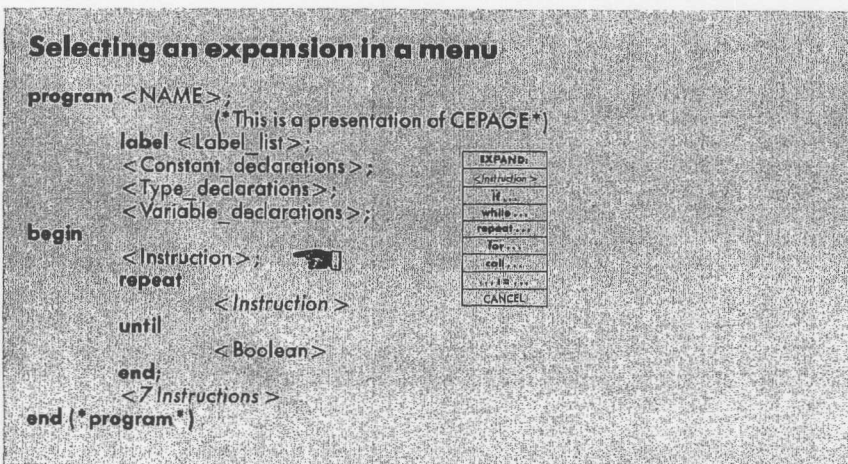 Selecting an expansion in a menu
program <NAME>;
(*This is a presentation of CEPAGE*)
label <Label_list>;
<Constant_declarations>;
<Type_declarations>;
<Variable_declarations>;
begin
<Instruction>;
repeat
<Instruction>
until
<Boolean>
end;
<7 Instructions>
end (*program*)
EXPAND:
<Instruction>
if...
while...
repeat...
for...
call...
...:=...
CANCEL